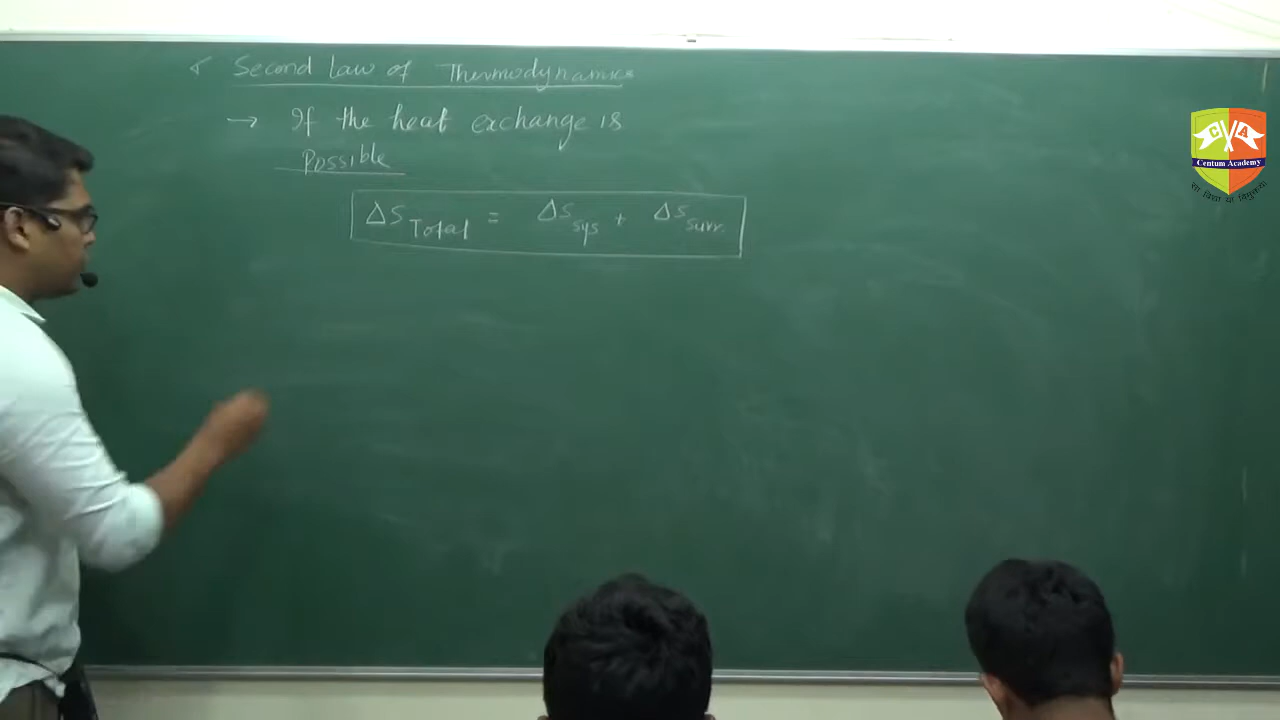 Second law of Thermodynamics
→ If the heat exchange is
Possible
ΔS Total = ΔS sys + ΔS surr.
C A
Centum Academy